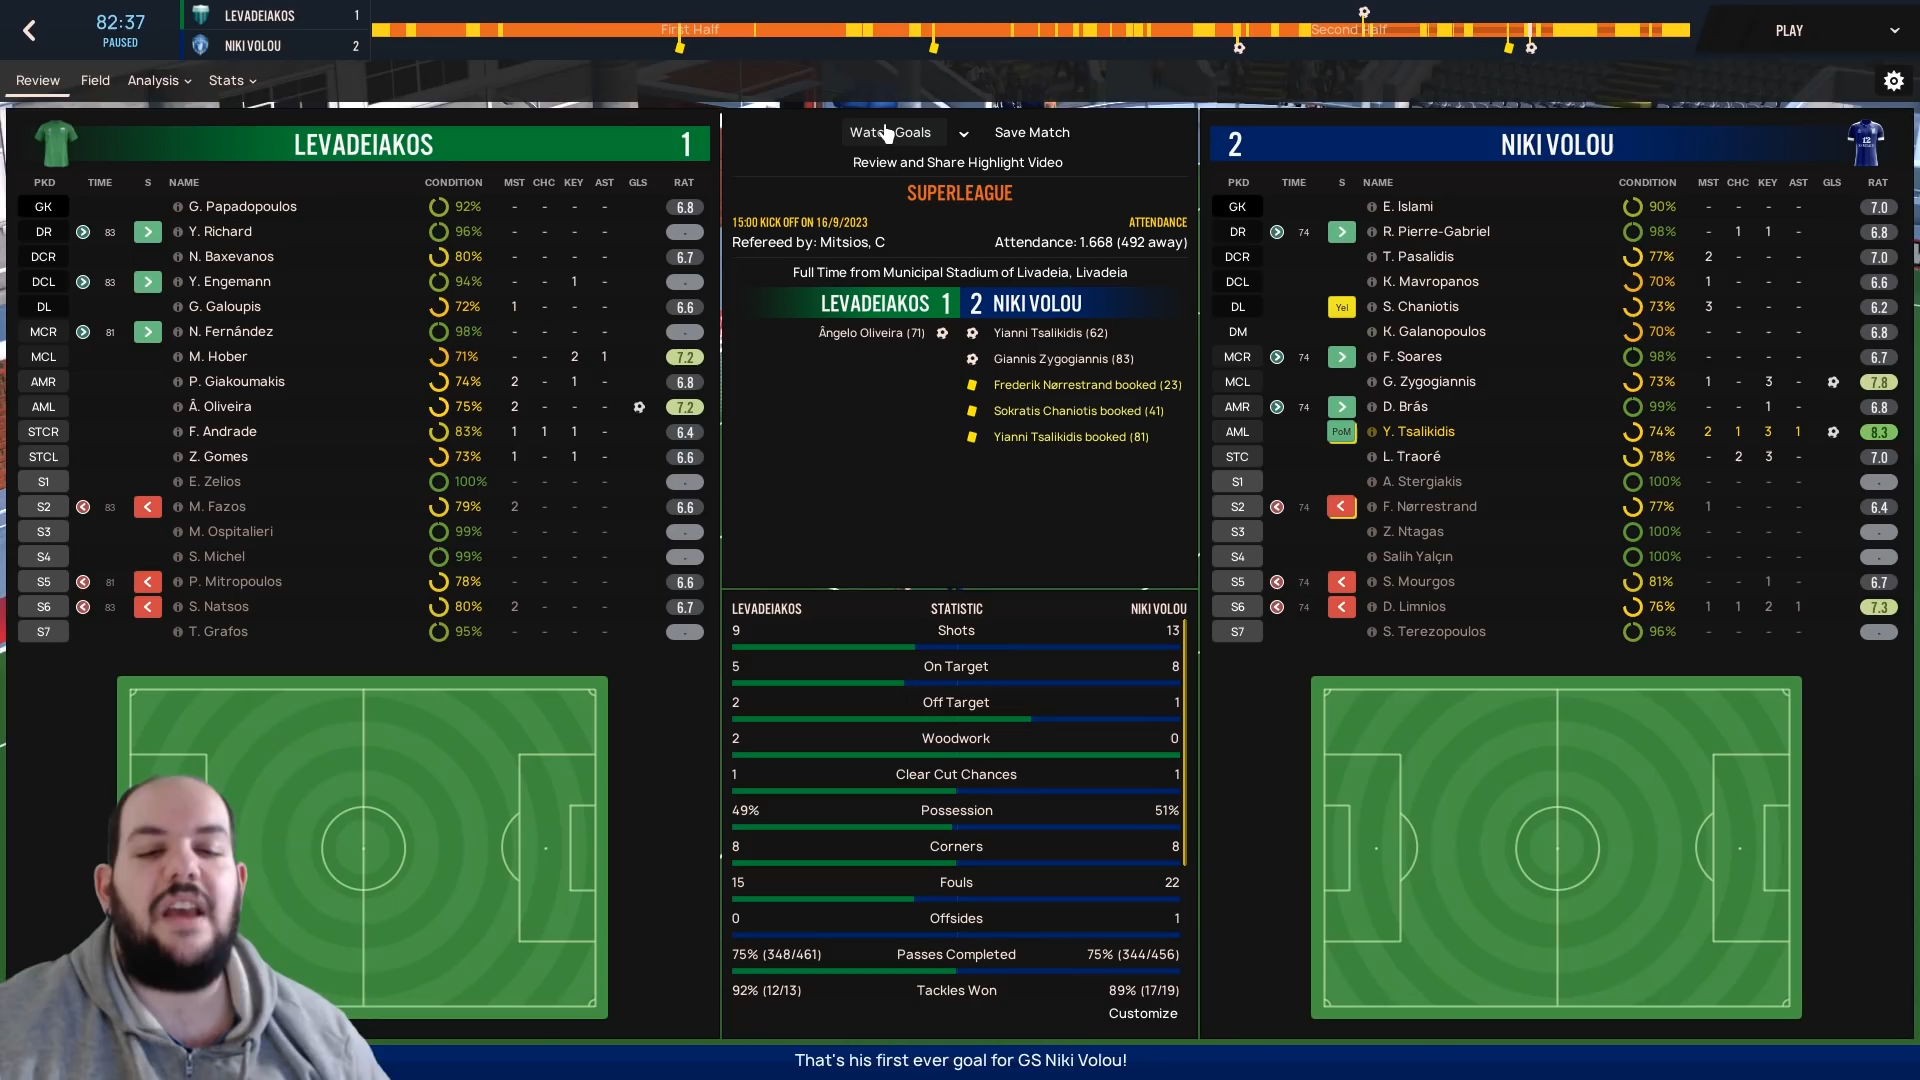 82:37
PAUSED
LEVADEIAKOS 1
NIKI VOLOU 2
First Half
Second Half
PLAY
Review Field Analysis Stats
LEVADEIAKOS 1
PKD TIME S NAME CONDITION MST CHC KEY AST GLS RAT
GK G. Papadopoulos 92% - - - - 6.8
DR 83 Y. Richard 96% - - - - -
DCR N. Baxevanos 80% - - - - 6.7
DCL 83 Y. Engemann 94% - - 1 - -
DL G. Galoupis 72% 1 - - - 6.6
MCR 81 N. Fernández 98% - - - - -
MCL M. Hober 71% - - 2 1 7.2
AMR P. Giakoumakis 74% 2 - 1 - 6.8
AML Â. Oliveira 75% 2 - - - 7.2
STCR F. Andrade 83% 1 1 1 - 6.4
STCL Z. Gomes 73% 1 - 1 - 6.6
S1 E. Zelios 100% - - - - -
S2 83 M. Fazos 79% 2 - - - 6.6
S3 M. Ospitalieri 99% - - - - -
S4 S. Michel 99% - - - - -
S5 81 P. Mitropoulos 78% - - - - 6.6
S6 83 S. Natsos 80% 2 - - - 6.7
S7 T. Grafos 95% - - - - -
Watch Goals Save Match
Review and Share Highlight Video
SUPERLEAGUE
15:00 KICK OFF ON 16/9/2023 ATTENDANCE
Refereed by: Mitsios, C Attendance: 1.668 (492 away)
Full Time from Municipal Stadium of Livadeia, Livadeia
LEVADEIAKOS 1 2 NIKI VOLOU
Ângelo Oliveira (71) Yianni Tsalikidis (62)
Giannis Zygogiannis (83)
Frederik Nørrestrand booked (23)
Sokratis Chaniotis booked (41)
Yianni Tsalikidis booked (81)
LEVADEIAKOS STATISTIC NIKI VOLOU
9 Shots 13
5 On Target 8
2 Off Target 1
2 Woodwork 0
1 Clear Cut Chances 1
49% Possession 51%
8 Corners 8
15 Fouls 22
0 Offsides 1
75% (348/461) Passes Completed 75% (344/456)
92% (12/13) Tackles Won 89% (17/19)
Customize
2 NIKI VOLOU
12
PKD TIME S NAME CONDITION MST CHC KEY AST GLS RAT
GK E. Islami 90% - - - - 7.0
DR 74 R. Pierre-Gabriel 98% - 1 1 - 6.8
DCR T. Pasalidis 77% 2 - - - 7.0
DCL K. Mavropanos 70% 1 - - - 6.6
DL Yel S. Chaniotis 73% 3 - - - 6.2
DM K. Galanopoulos 70% - - - - 6.8
MCR 74 F. Soares 98% - - - - 6.7
MCL G. Zygogiannis 73% 1 - 3 - 7.8
AMR 74 D. Brás 99% - - 1 - 6.8
AML PoM Y. Tsalikidis 74% 2 1 3 1 8.3
STC L. Traoré 78% - 2 3 - 7.0
S1 A. Stergiakis 100% - - - - -
S2 74 F. Nørrestrand 77% 1 - - - 6.4
S3 Z. Ntagas 100% - - - - -
S4 Salih Yalçın 100% - - - - -
S5 74 S. Mourgos 81% - - 1 - 6.7
S6 74 D. Limnios 76% 1 1 2 1 7.3
S7 S. Terezopoulos 96% - - - - -
That's his first ever goal for GS Niki Volou!